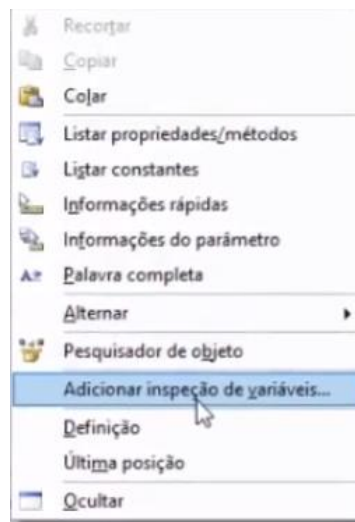 Recortar
Copiar
Colar
Listar propriedades/métodos
Listar constantes
Informações rápidas
Informações do parâmetro
Palavra completa
Alternar
Pesquisador de objeto
Adicionar inspeção de variáveis...
Definição
Última posição
Ocultar